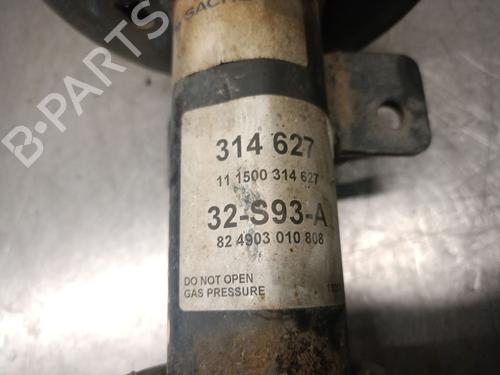 SACHS
314 627
11 1500 314 627
32-S93-A
82 4903 010 808
DO NOT OPEN
GAS PRESSURE
B-PARTS